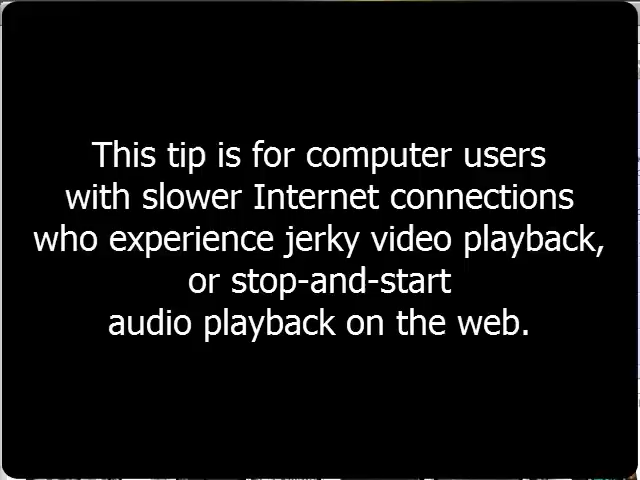 This tip is for computer users
with slower Internet connections
who experience jerky video playback,
or stop-and-start
audio playback on the web.